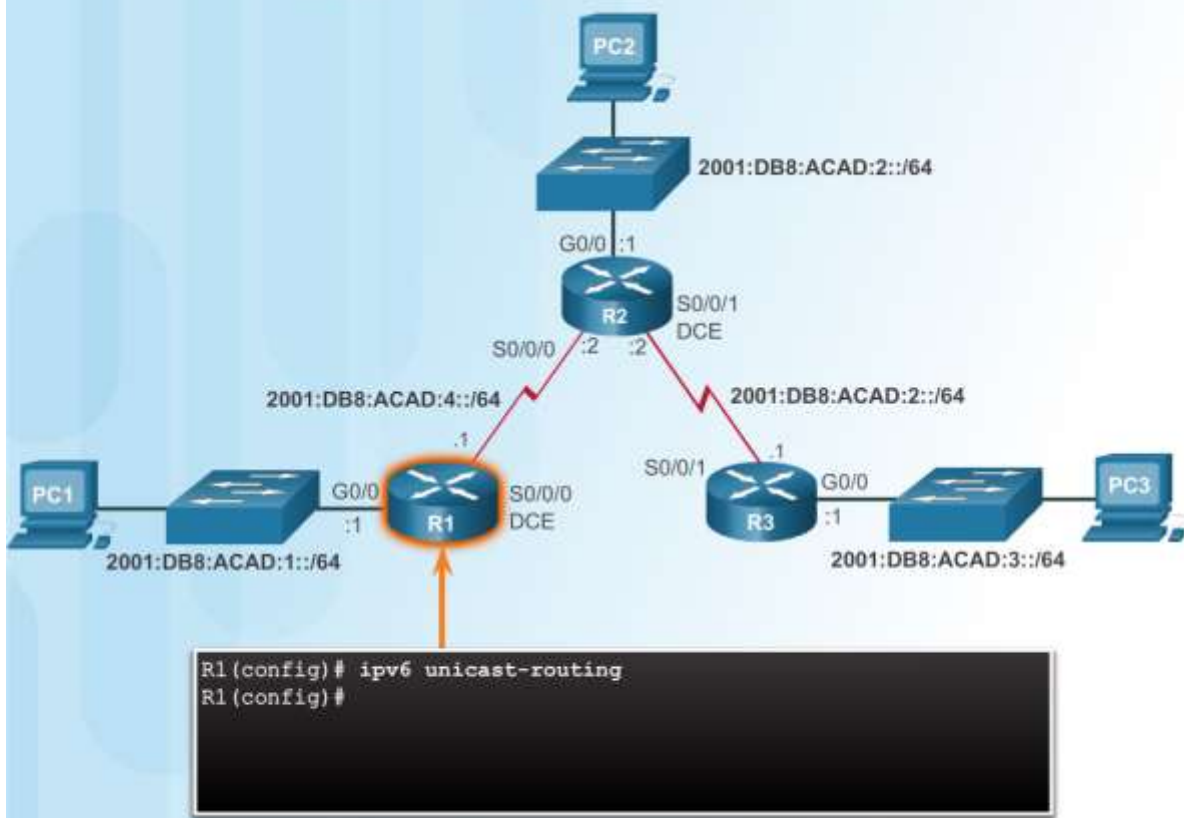 PC2
2001:DB8:ACAD:2::/64
G0/0 :1
R2
S0/0/1
DCE
S0/0/0 :2 :2
2001:DB8:ACAD:4::/64
2001:DB8:ACAD:2::/64
.1
.1
PC1
G0/0
:1
R1
S0/0/0
DCE
S0/0/1
R3
G0/0
:1
PC3
2001:DB8:ACAD:1::/64
2001:DB8:ACAD:3::/64
R1(config)# ipv6 unicast-routing
R1(config)#